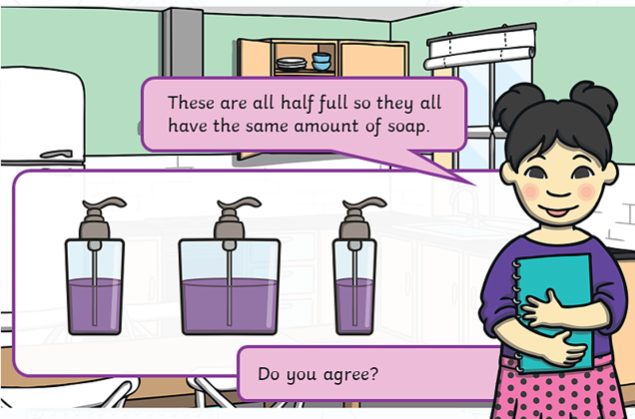 These are all half full so they all
have the same amount of soap.
Do you agree?